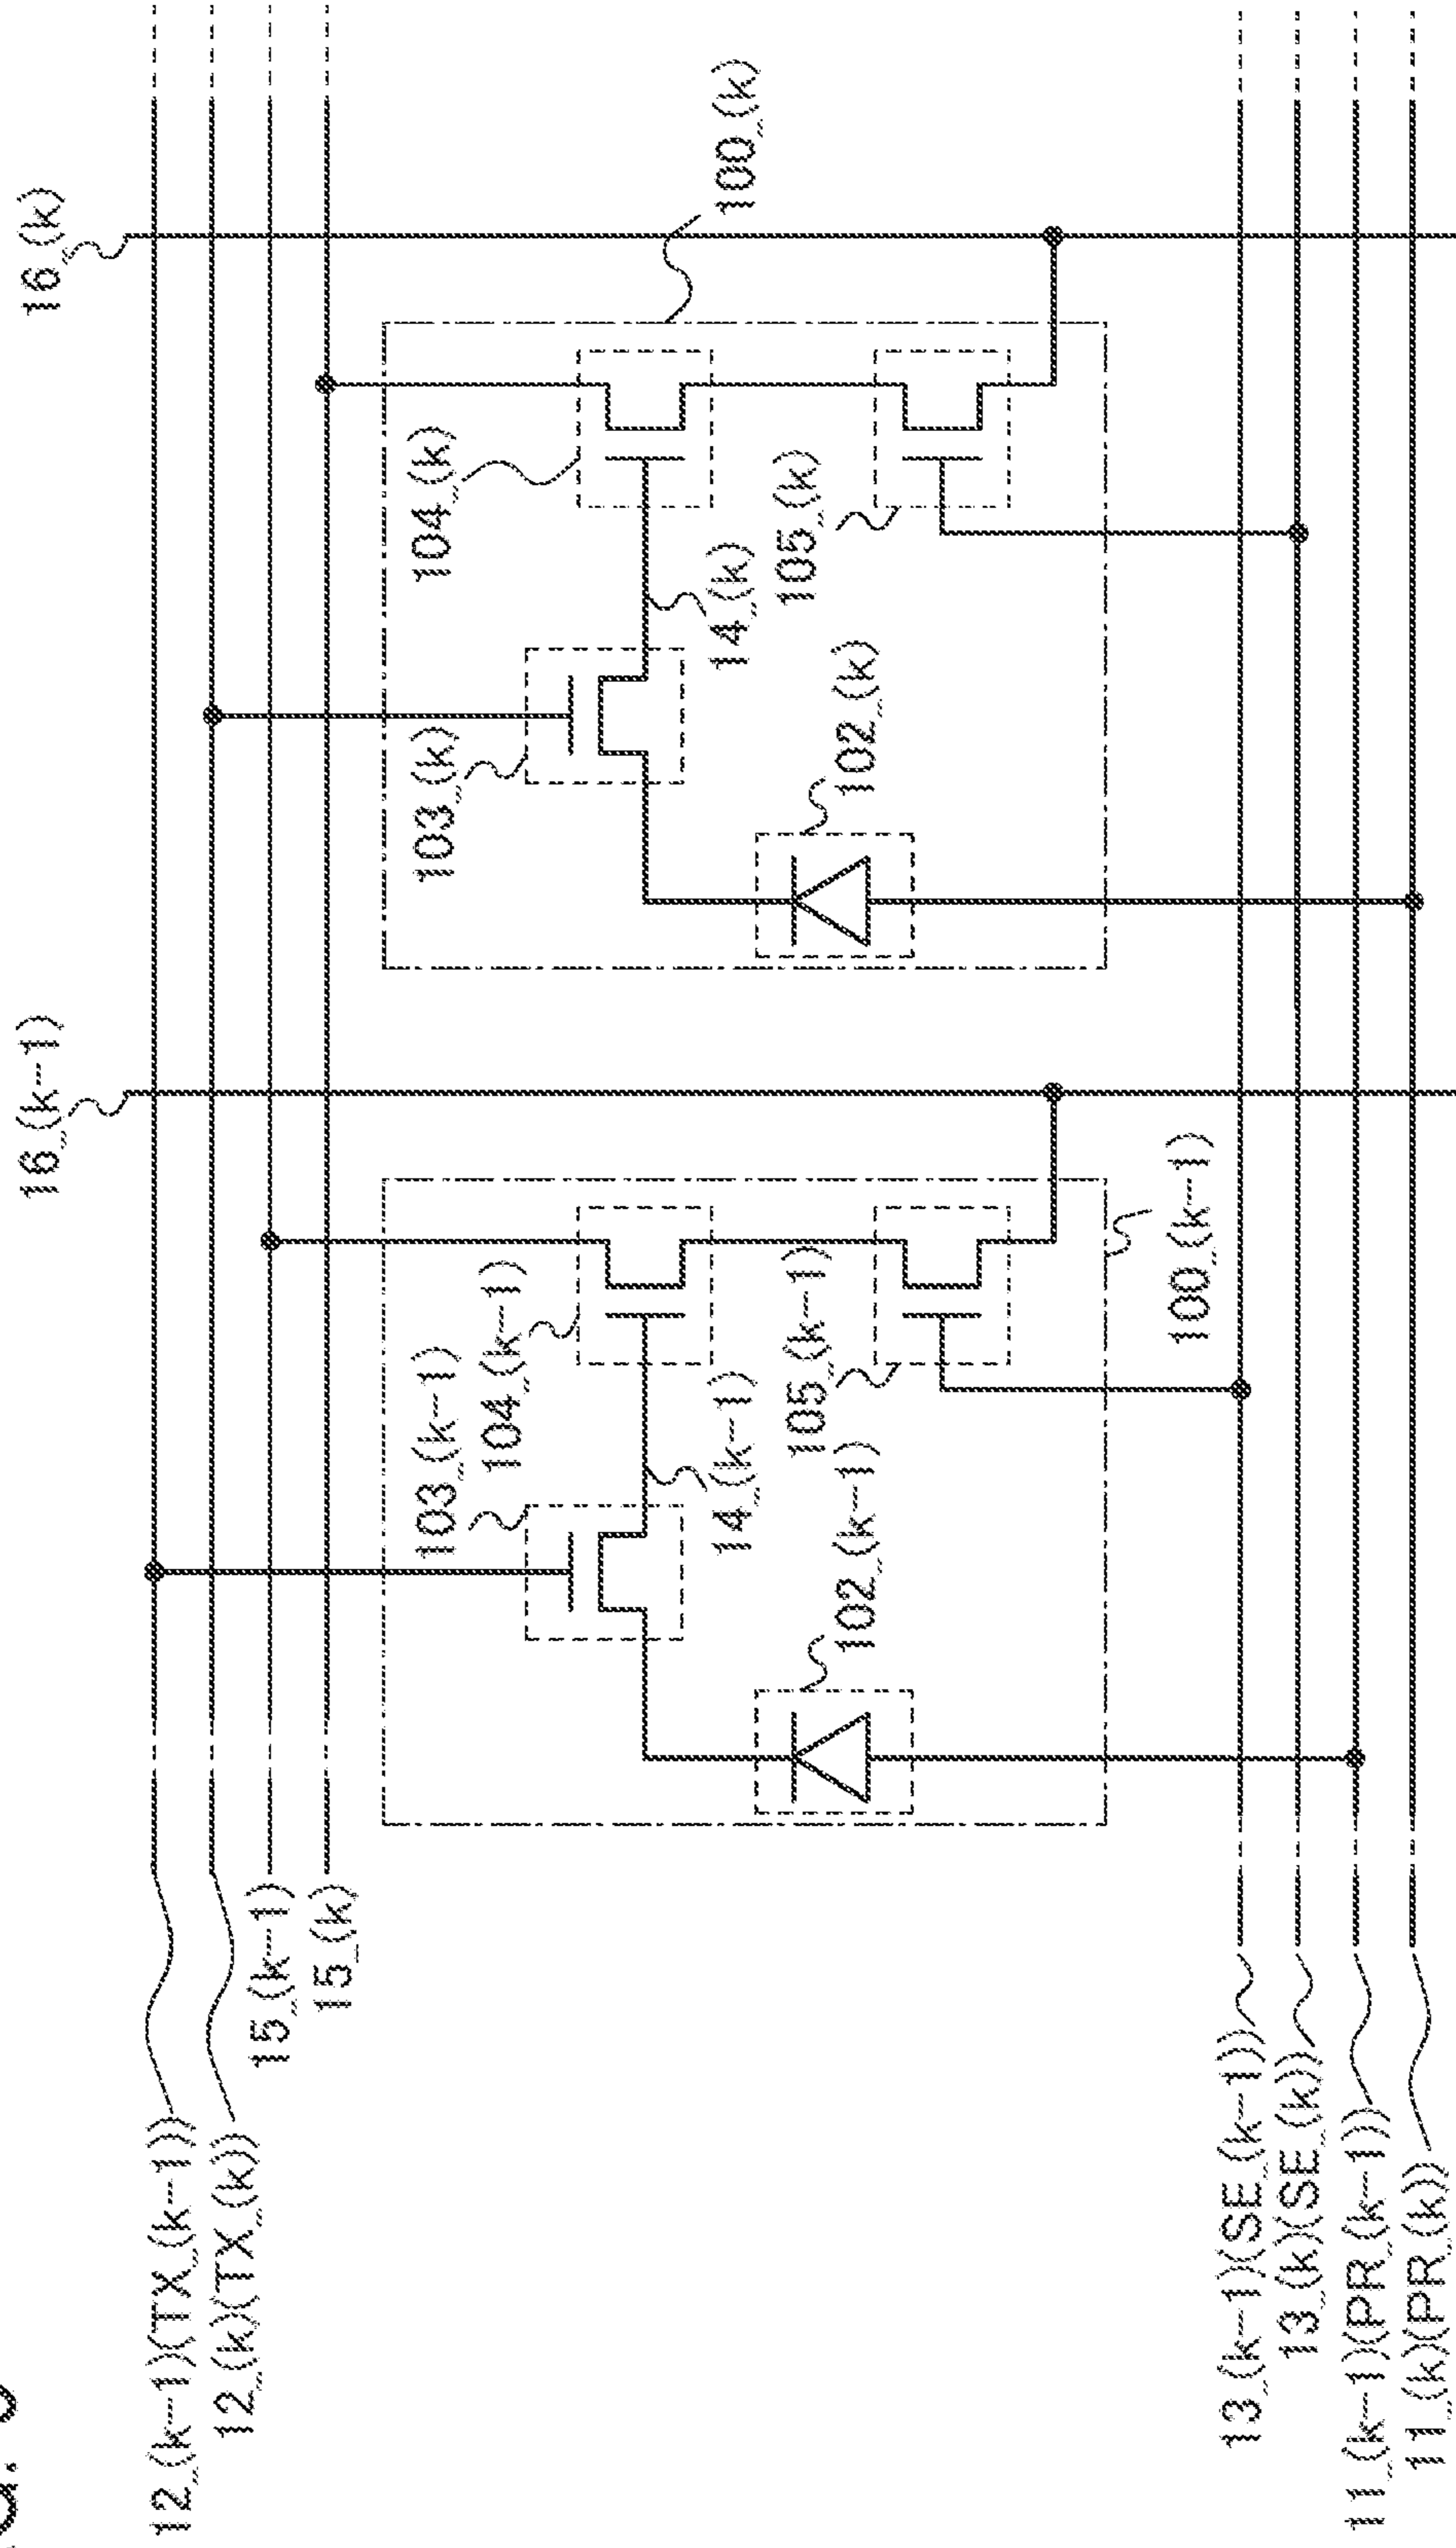 16_(k-1)
16_(k)
12_(k-1)(TX_(k-1))
12_(k)(TX_(k))
15_(k-1)
15_(k)
103_(k-1)
104_(k-1)
103_(k)
104_(k)
14_(k-1)
14_(k)
100_(k)
102_(k-1)
105_(k-1)
102_(k)
105_(k)
100_(k-1)
13_(k-1)(SE_(k-1))
13_(k)(SE_(k))
11_(k-1)(PR_(k-1))
11_(k)(PR_(k))